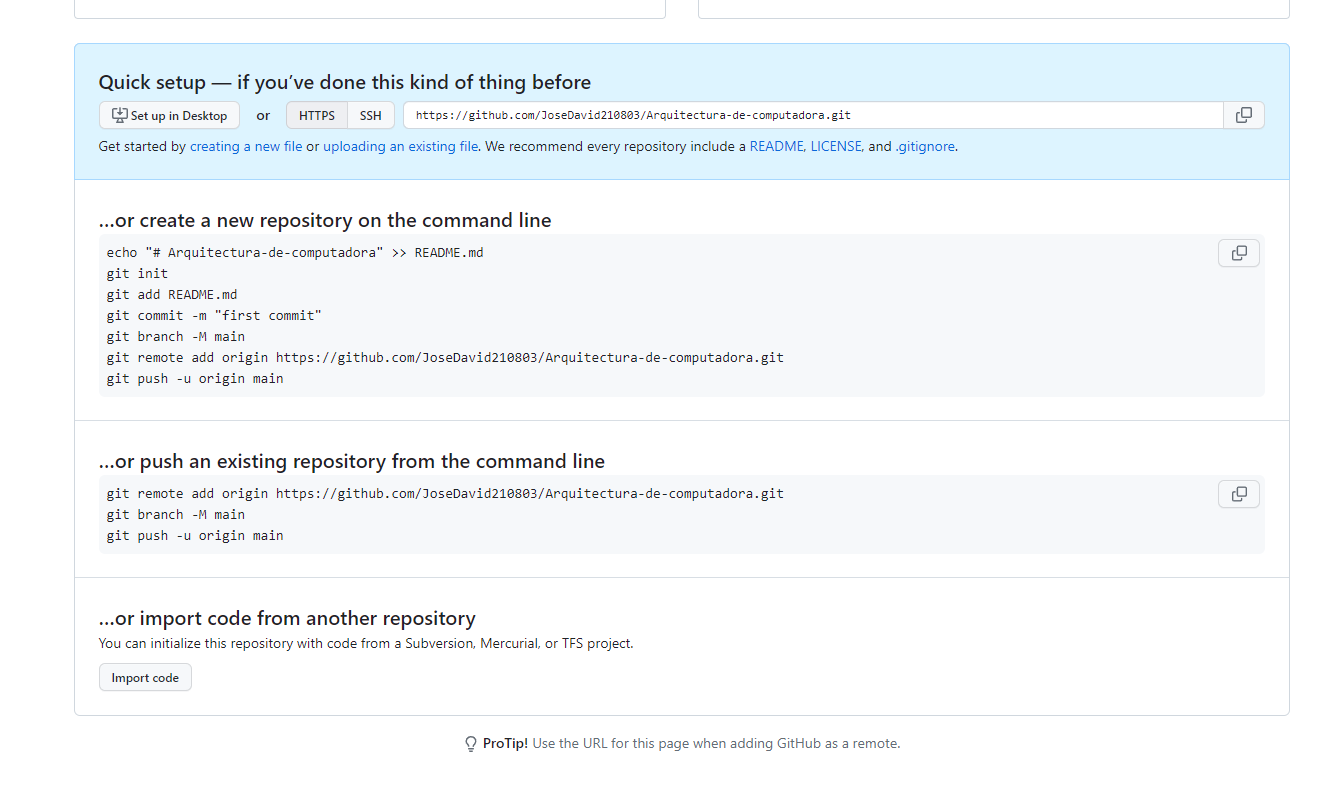 Quick setup — if you’ve done this kind of thing before
Set up in Desktop or HTTPS SSH https://github.com/JoseDavid210803/Arquitectura-de-computadora.git
Get started by creating a new file or uploading an existing file. We recommend every repository include a README, LICENSE, and .gitignore.
…or create a new repository on the command line
echo "# Arquitectura-de-computadora" >> README.md
git init
git add README.md
git commit -m "first commit"
git branch -M main
git remote add origin https://github.com/JoseDavid210803/Arquitectura-de-computadora.git
git push -u origin main
…or push an existing repository from the command line
git remote add origin https://github.com/JoseDavid210803/Arquitectura-de-computadora.git
git branch -M main
git push -u origin main
…or import code from another repository
You can initialize this repository with code from a Subversion, Mercurial, or TFS project.
Import code
ProTip! Use the URL for this page when adding GitHub as a remote.